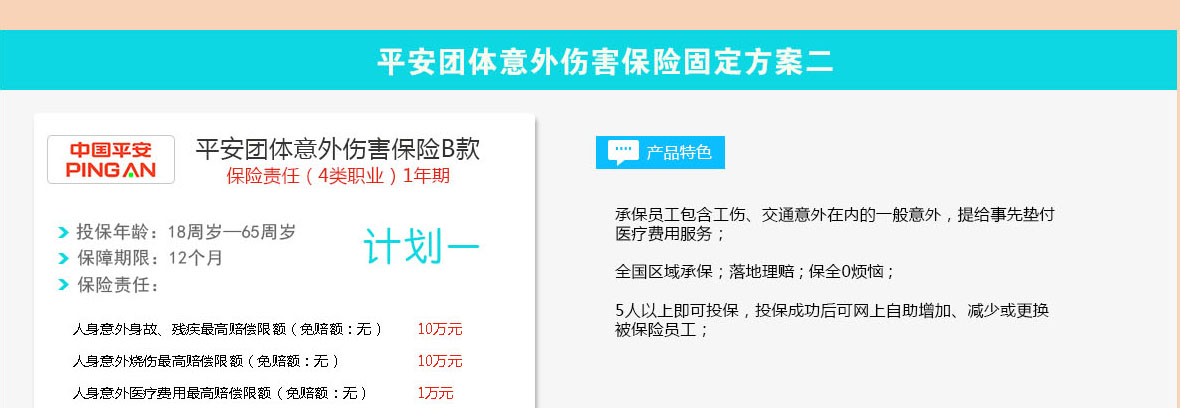 平安团体意外伤害保险固定方案二
中国平安
PING AN
平安团体意外伤害保险B款
保险责任（4类职业）1年期
投保年龄：18周岁—65周岁
保障期限：12个月
保险责任：
计划一
人身意外身故、残疾最高赔偿限额（免赔额：无） 10万元
人身意外烧伤最高赔偿限额（免赔额：无） 10万元
人身意外医疗费用最高赔偿限额（免赔额：无） 1万元
产品特色
承保员工包含工伤、交通意外在内的一般意外，提给事先垫付
医疗费用服务；
全国区域承保；落地理赔；保全0烦恼；
5人以上即可投保，投保成功后可网上自助增加、减少或更换
被保险员工；